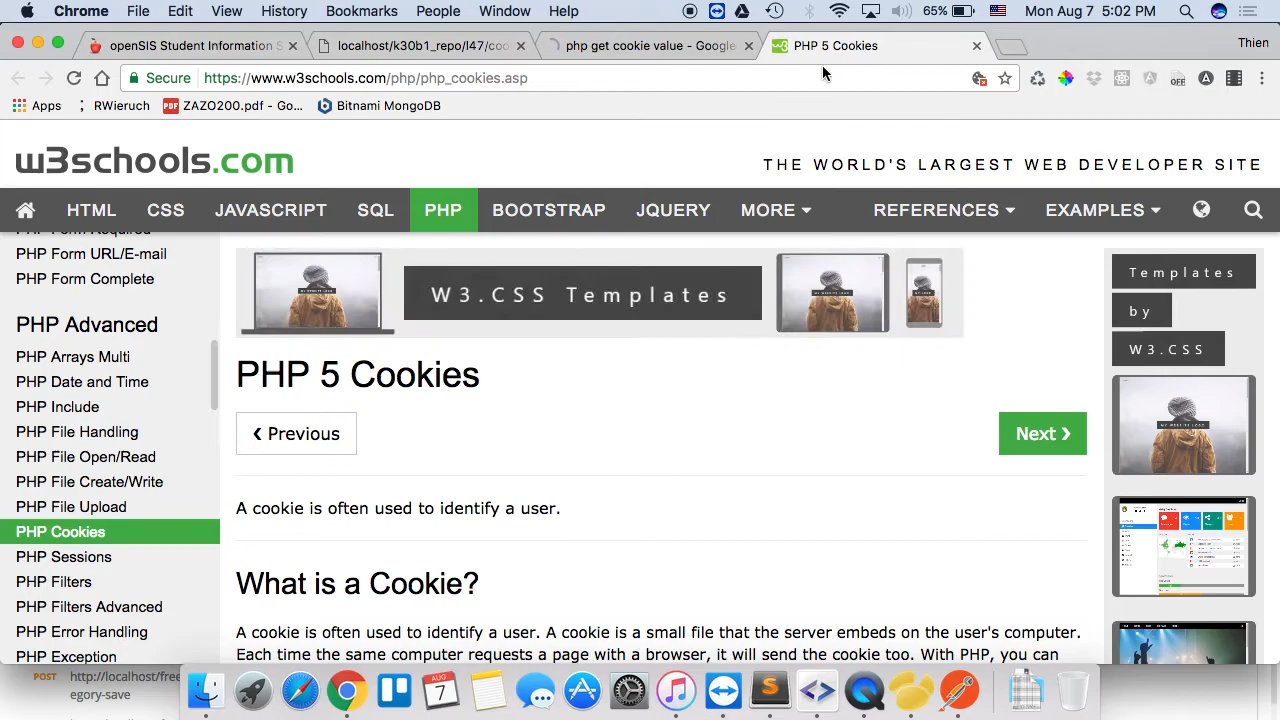 Chrome File Edit View History Bookmarks People Window Help 65% Mon Aug 7 5:02 PM
openSIS Student Information S localhost/k30b1_repo/l47/coo php get cookie value - Google PHP 5 Cookies Thien
Secure https://www.w3schools.com/php/php_cookies.asp OFF
Apps RWieruch PDF ZAZO200.pdf - Go... Bitnami MongoDB
w3schools.com THE WORLD'S LARGEST WEB DEVELOPER SITE
HTML CSS JAVASCRIPT SQL PHP BOOTSTRAP JQUERY MORE REFERENCES EXAMPLES
PHP Form Required
PHP Form URL/E-mail
PHP Form Complete
PHP Advanced
PHP Arrays Multi
PHP Date and Time
PHP Include
PHP File Handling
PHP File Open/Read
PHP File Create/Write
PHP File Upload
PHP Cookies
PHP Sessions
PHP Filters
PHP Filters Advanced
PHP Error Handling
PHP Exception
W3.CSS Templates
PHP 5 Cookies
❮ Previous
Next ❯
A cookie is often used to identify a user.
What is a Cookie?
A cookie is often used to identify a user. A cookie is a small file that the server embeds on the user's computer.
Each time the same computer requests a page with a browser, it will send the cookie too. With PHP, you can
Templates
by
W3.CSS
POST http://localhost/free
egory-save
AUG
7